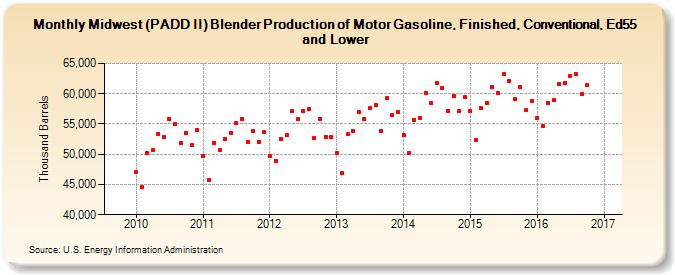 Monthly Midwest (PADD II) Blender Production of Motor Gasoline, Finished, Conventional, Ed55
and Lower
Thousand Barrels
65,000
60,000
55,000
50,000
45,000
40,000
2010 2011 2012 2013 2014 2015 2016 2017
Source: U.S. Energy Information Administration